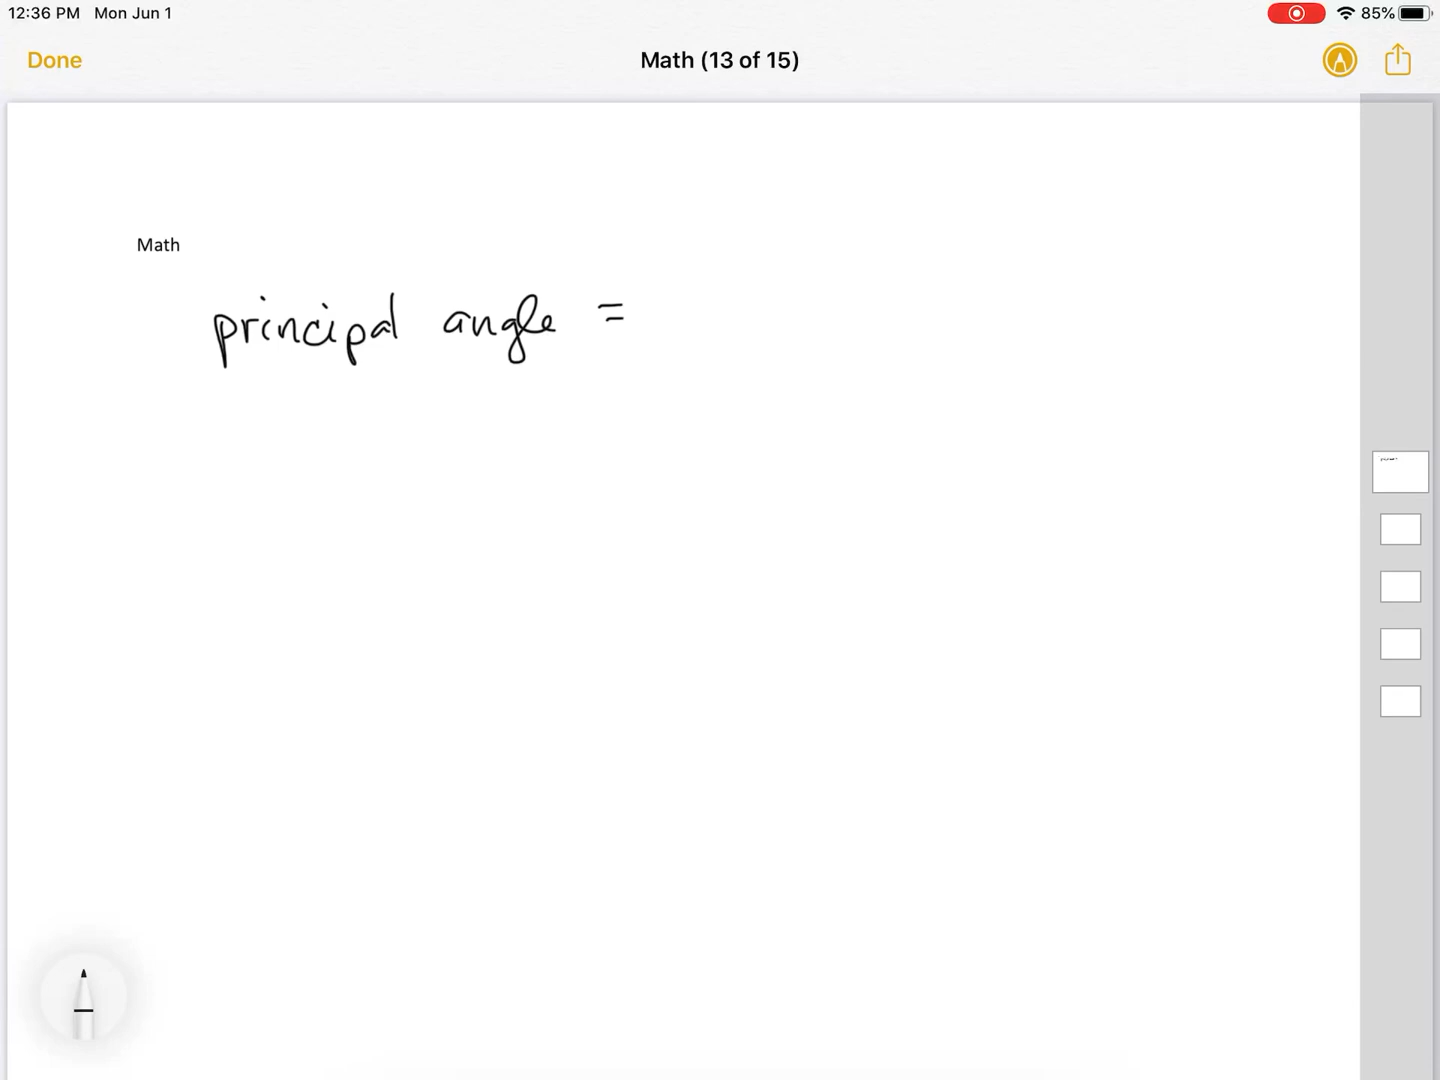 12:36 PM Mon Jun 1 85%
Done Math (13 of 15)
Math
principal angle =